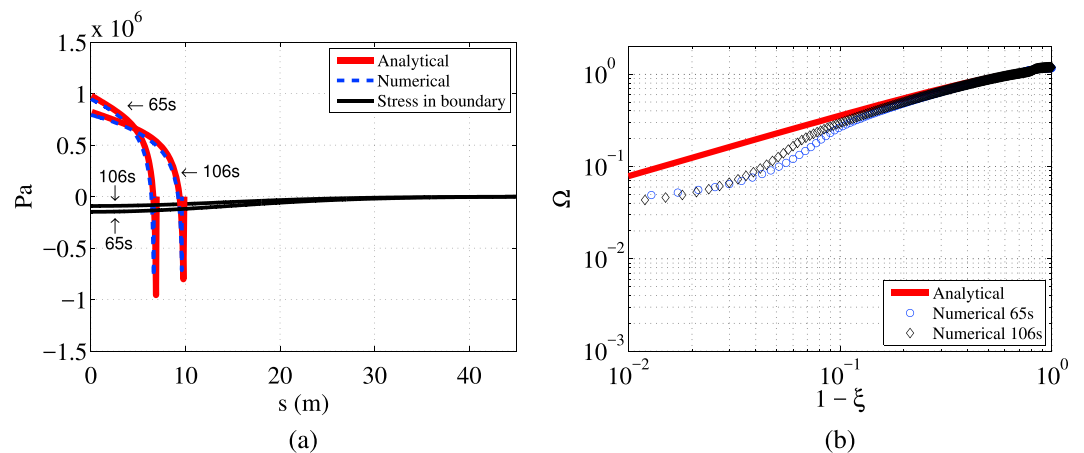 x 10^6
1.5
1
0.5
0
−0.5
−1
−1.5
Pa
0
10
20
30
40
s (m)
Analytical
Numerical
Stress in boundary
← 65s
← 106s
106s
↓
↑
65s
(a)
10^0
10^−1
10^−2
10^−3
Ω
10^−2
10^−1
10^0
1 − ξ
Analytical
Numerical 65s
Numerical 106s
(b)